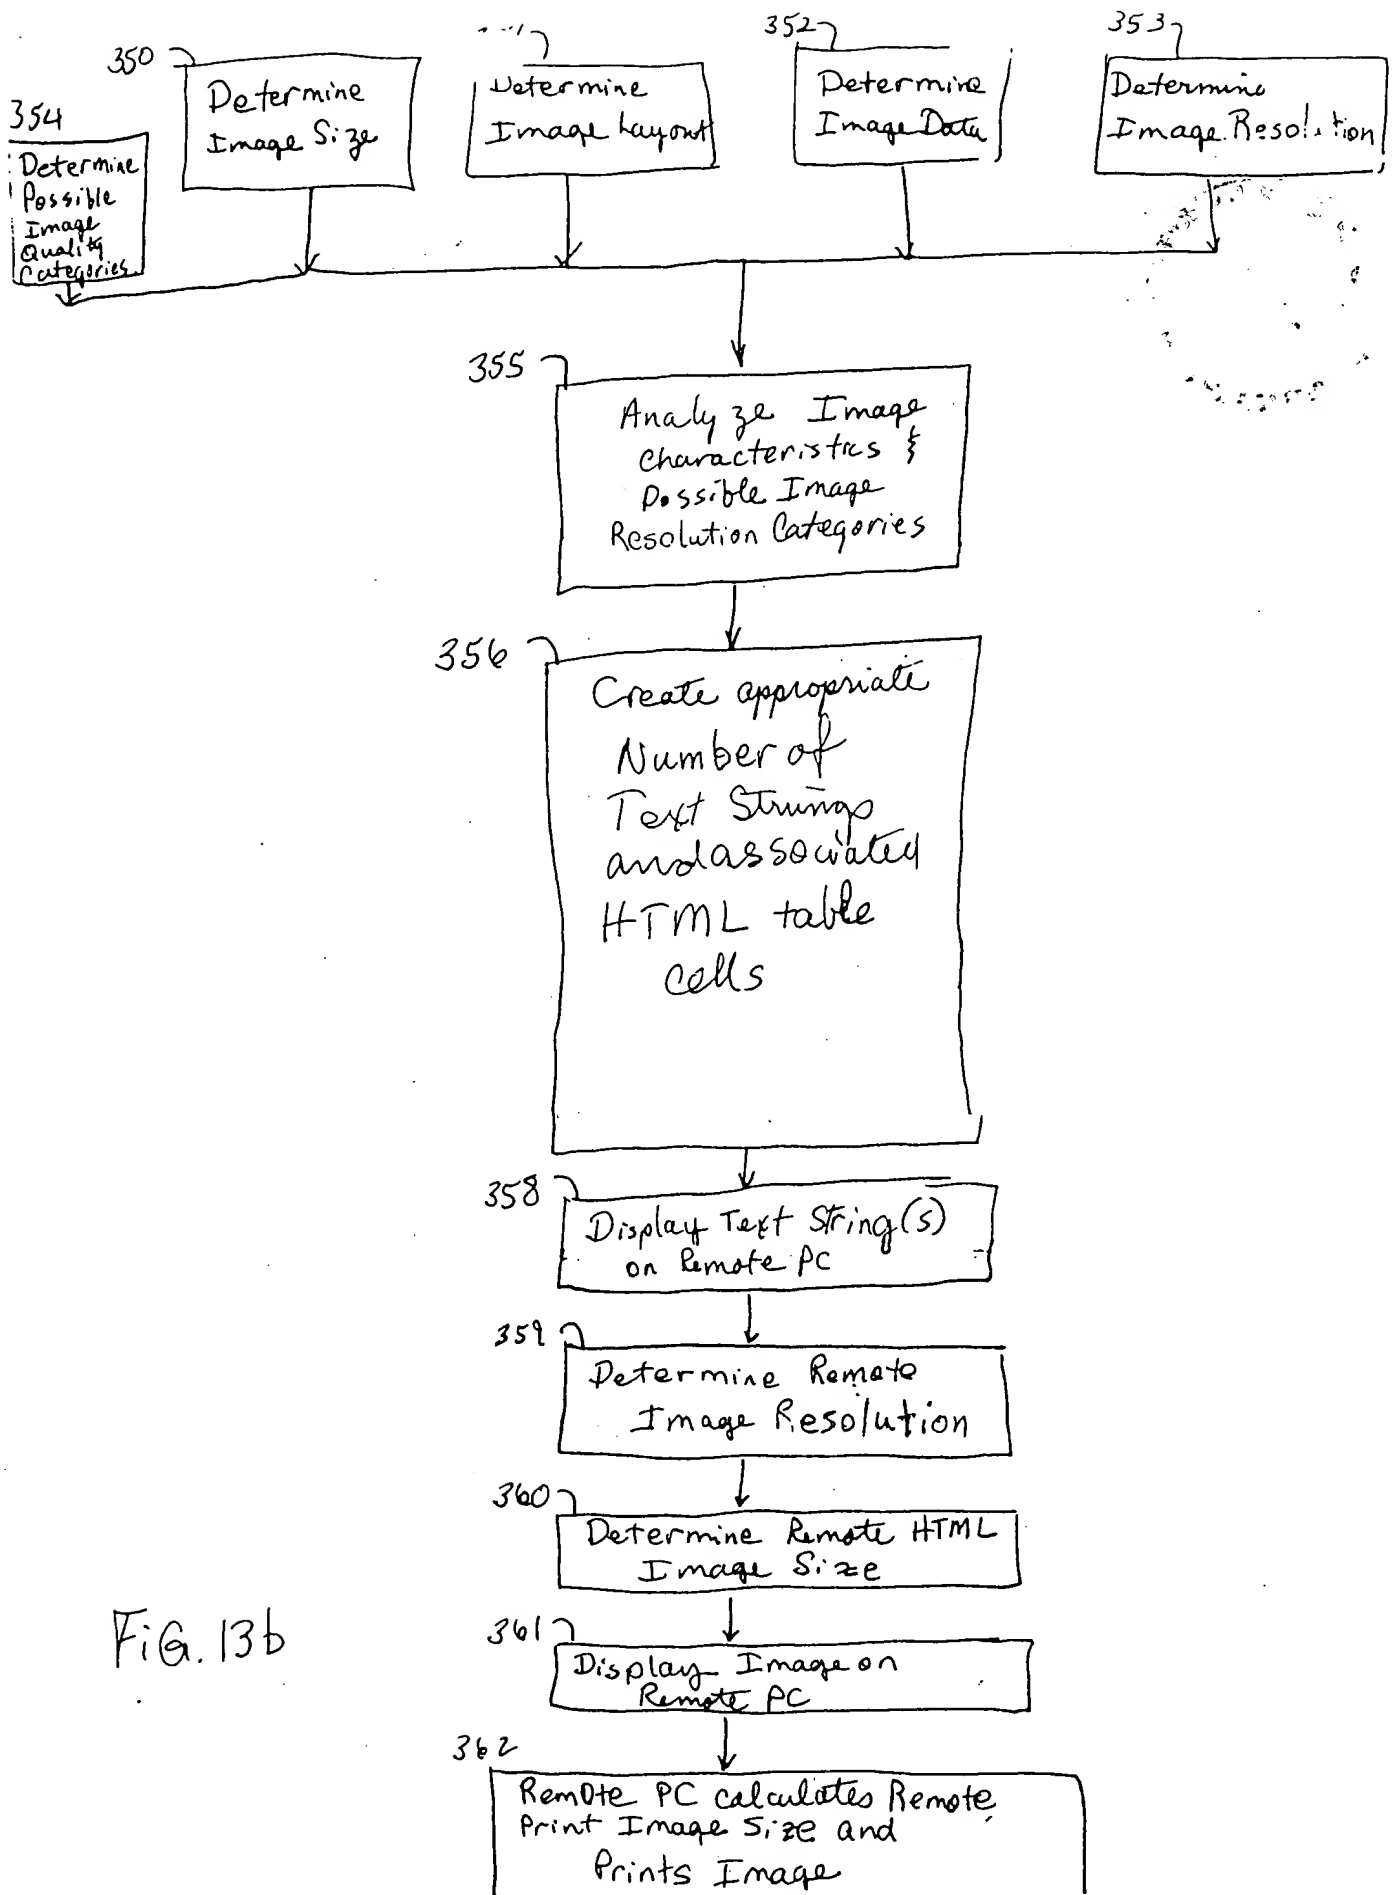 350
Determine
Image Size
Determine
Image Layout
352
Determine
Image Data
353
Determine
Image Resolution
354
Determine
Possible
Image
Quality
Categories
355
Analyze Image
characteristics &
Possible Image
Resolution Categories
356
Create appropriate
Number of
Text Strings
and associated
HTML table
cells
358
Display Text String(s)
on Remote PC
359
Determine Remote
Image Resolution
360
Determine Remote HTML
Image Size
361
Display Image on
Remote PC
362
Remote PC calculates Remote
Print Image Size and
Prints Image
FiG. 13b